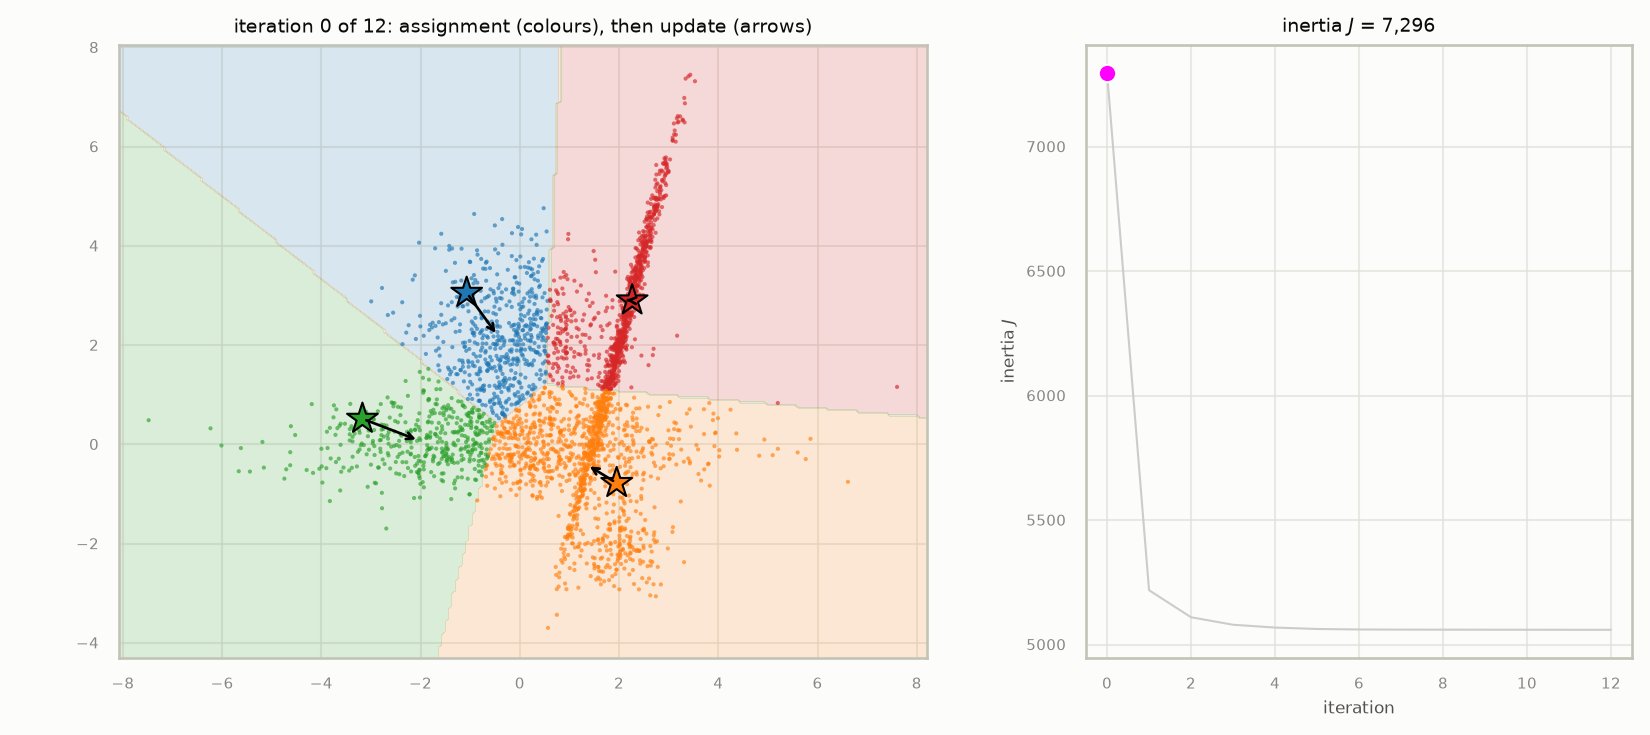 iteration 0 of 12: assignment (colours), then update (arrows)
8
6
4
2
0
−2
−4
−8 −6 −4 −2 0 2 4 6 8
inertia J = 7,296
inertia J
7000
6500
6000
5500
5000
0 2 4 6 8 10 12
iteration